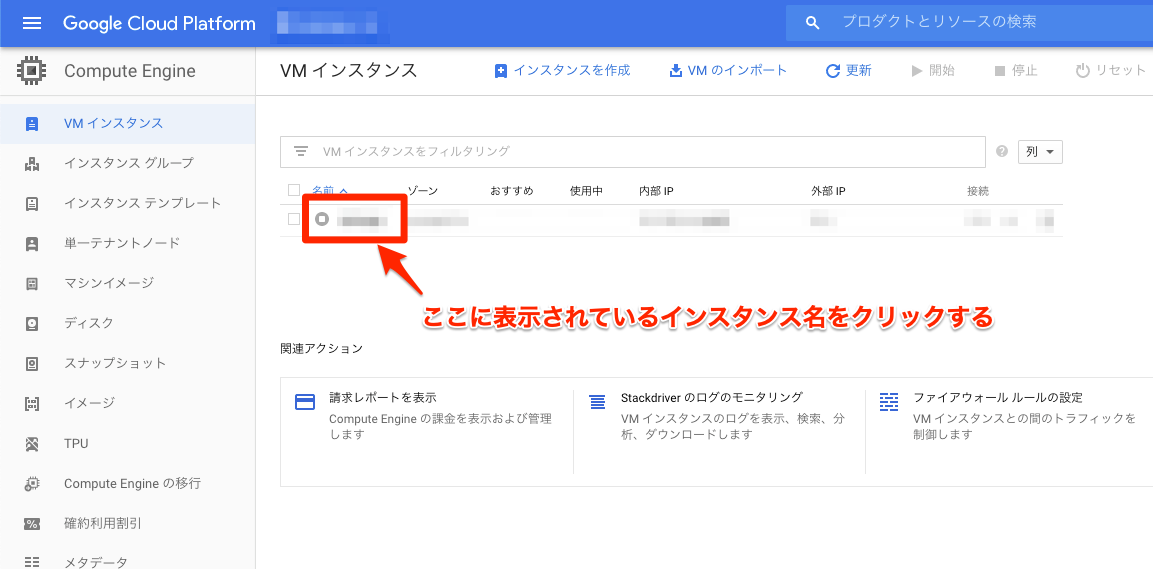 Google Cloud Platform
プロダクトとリソースの検索
Compute Engine
VM インスタンス
インスタンスを作成
VM のインポート
更新
開始
停止
リセット
VM インスタンス
インスタンス グループ
インスタンス テンプレート
単一テナントノード
マシンイメージ
ディスク
スナップショット
イメージ
TPU
Compute Engine の移行
確約利用割引
メタデータ
VM インスタンスをフィルタリング
列
名前
ゾーン
おすすめ
使用中
内部 IP
外部 IP
接続
ここに表示されているインスタンス名をクリックする
関連アクション
請求レポートを表示
Compute Engine の課金を表示および管理
します
Stackdriver のログのモニタリング
VM インスタンスのログを表示、検索、分
析、ダウンロードします
ファイアウォール ルールの設定
VM インスタンスとの間のトラフィックを
制御します